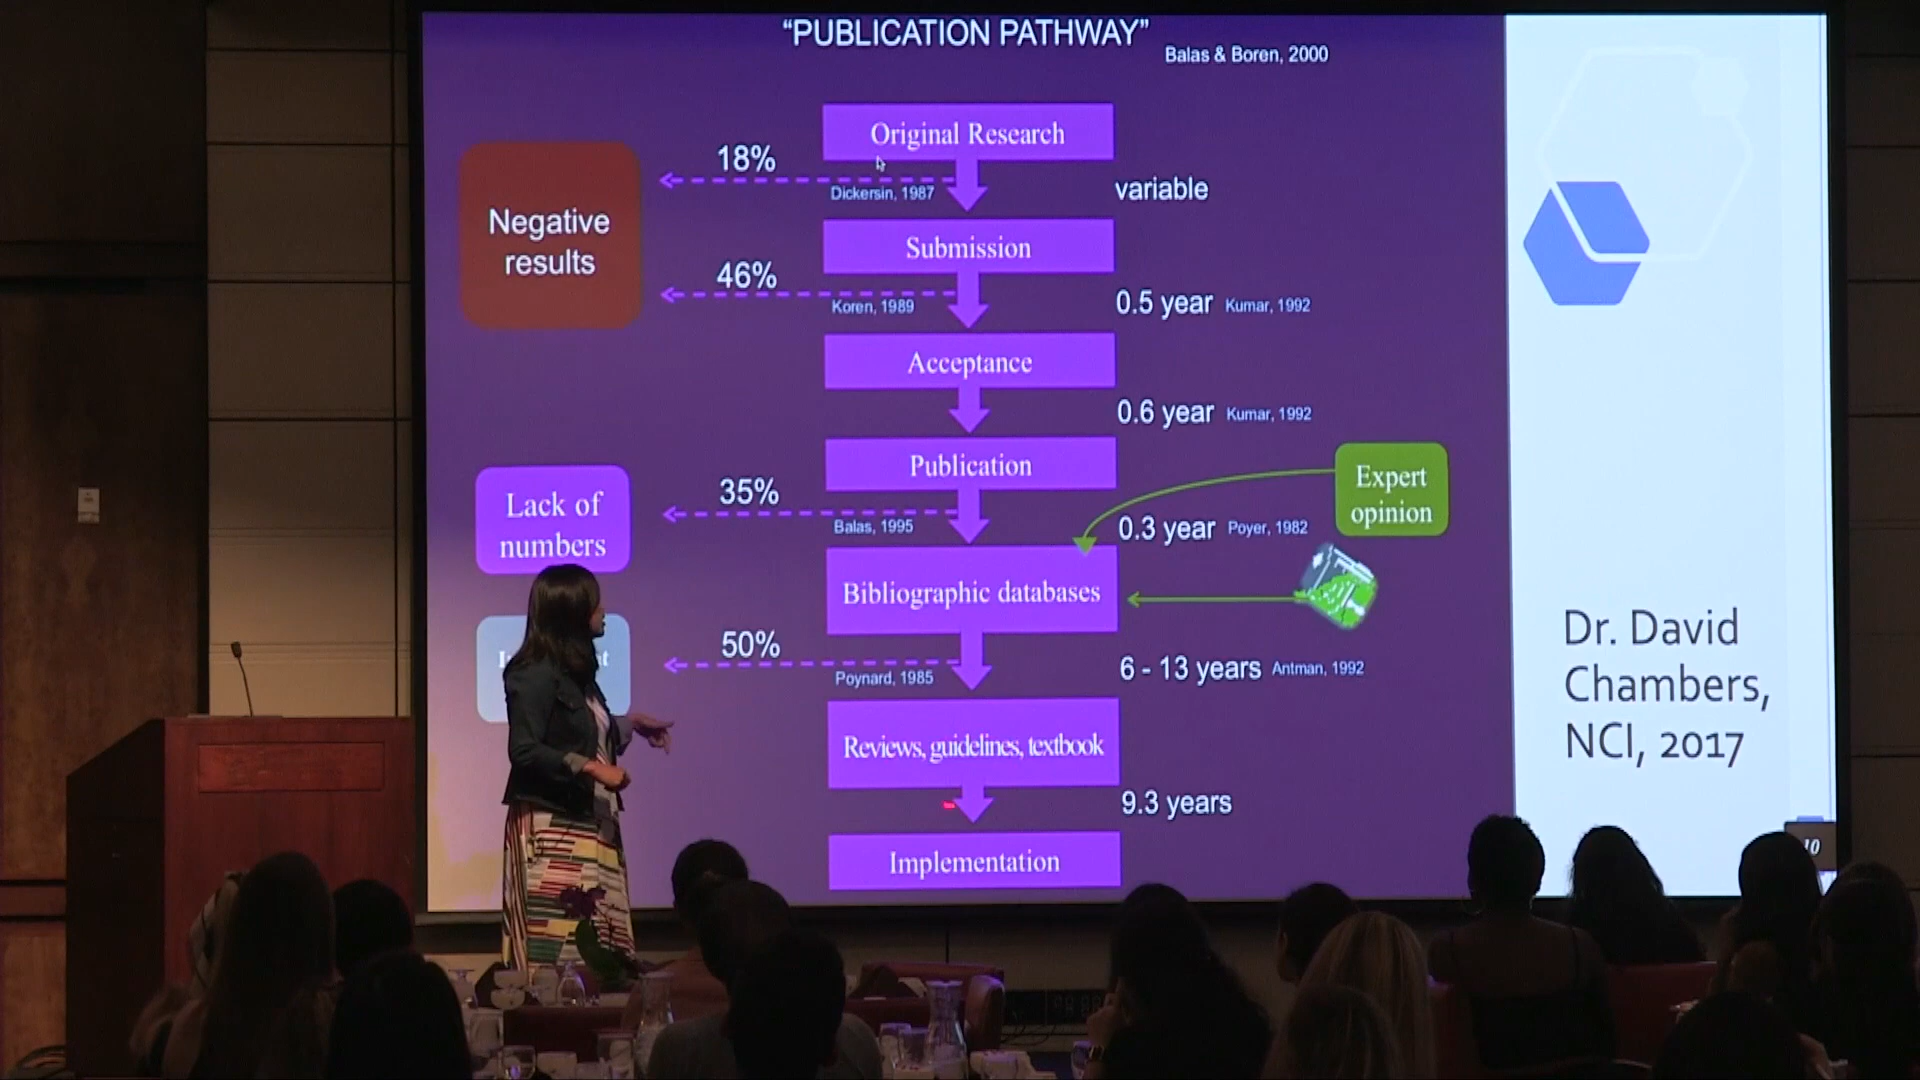 “PUBLICATION PATHWAY”
Balas & Boren, 2000
Original Research
18%
Dickersin, 1987
variable
Negative
results
Submission
46%
Koren, 1989
0.5 year Kumar, 1992
Acceptance
0.6 year Kumar, 1992
Publication
Expert
opinion
Lack of
numbers
35%
Balas, 1995
0.3 year Poyer, 1982
Bibliographic databases
50%
Poynard, 1985
6 - 13 years Antman, 1992
Reviews, guidelines, textbook
9.3 years
Implementation
Dr. David
Chambers,
NCI, 2017
10